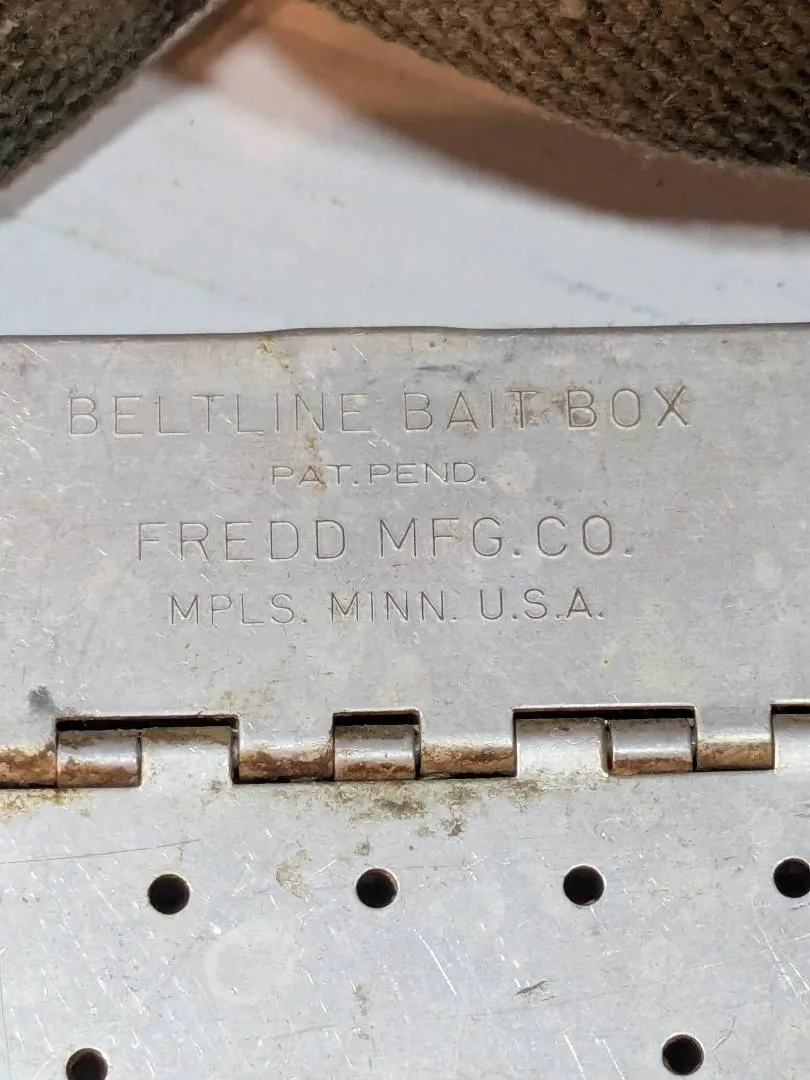 BELTLINE BAIT BOX
PAT.PEND.
FREDD MFG.CO.
MPLS. MINN. U.S.A.